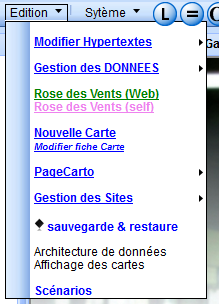 Edition Sytème L =
Modifier Hypertextes
Gestion des DONNEES
Rose des Vents (Web)
Rose des Vents (self)
Nouvelle Carte
Modifier fiche Carte
PageCarto
Gestion des Sites
sauvegarde & restaure
Architecture de données
Affichage des cartes
Scénarios